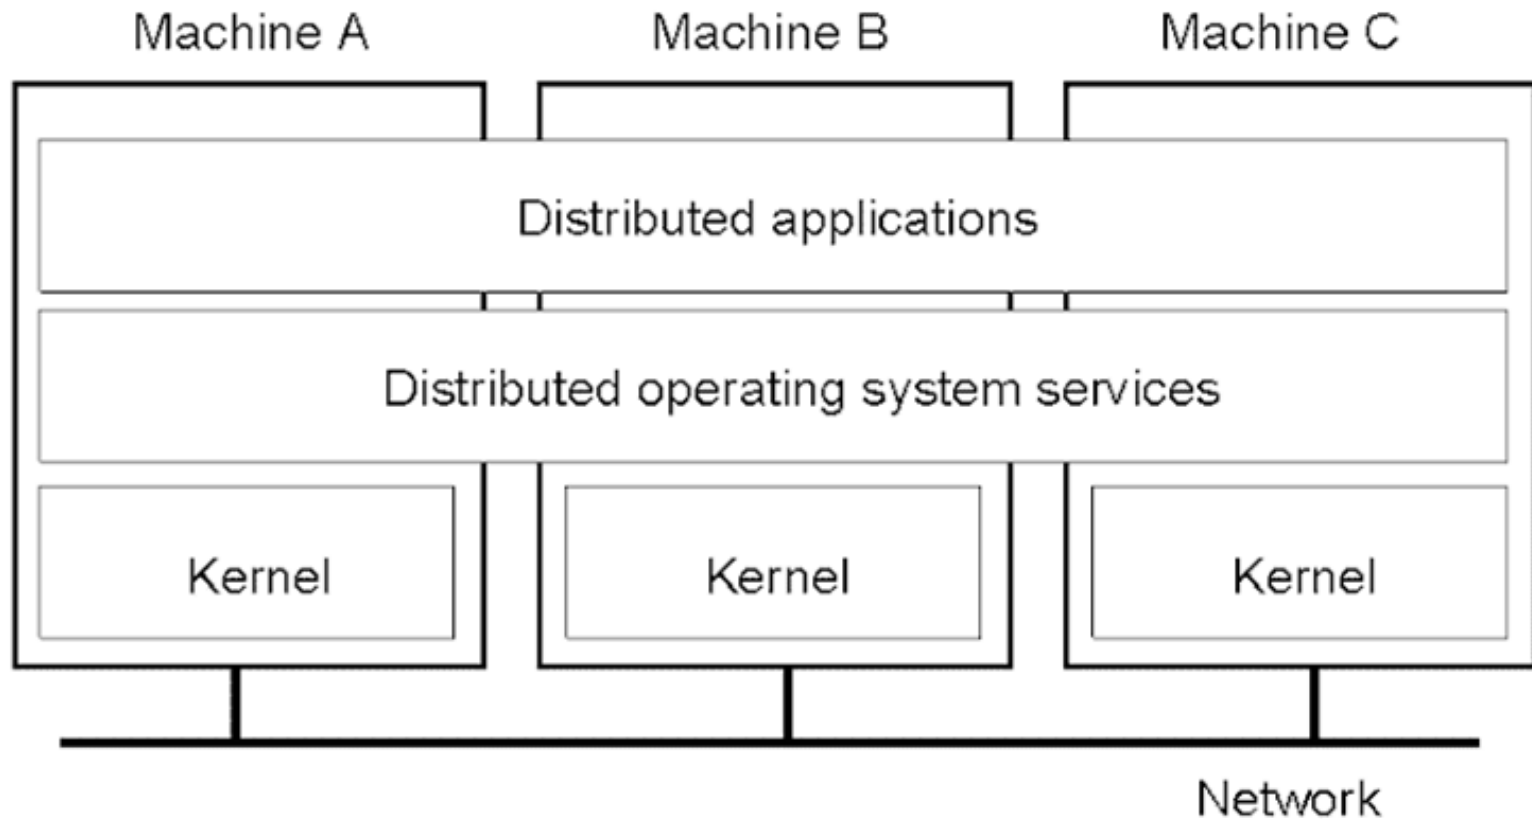 Machine A
Machine B
Machine C
Distributed applications
Distributed operating system services
Kernel
Kernel
Kernel
Network